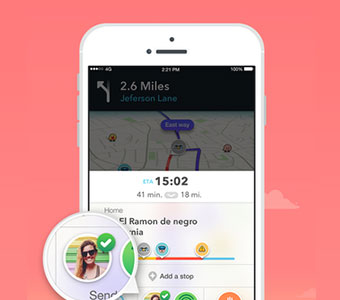 4G 2:21 PM 100%
2.6 Miles
Jeferson Lane
East way
ETA 15:02
41 min. 18 mi.
Home
El Ramon de negro
rnia
Add a stop
Send